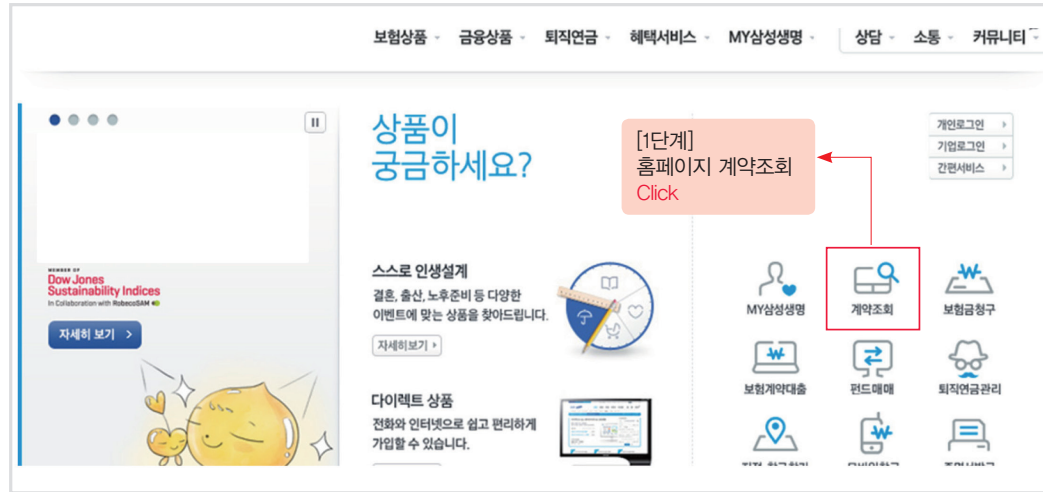 보험상품
금융상품
퇴직연금
혜택서비스
MY삼성생명
상담
소통
커뮤니티
상품이
궁금하세요?
[1단계]
홈페이지 계약조회
Click
개인로그인
기업로그인
간편서비스
MEMBER OF
Dow Jones
Sustainability Indices
In Collaboration with RobecoSAM
자세히 보기 >
스스로 인생설계
결혼, 출산, 노후준비 등 다양한
이벤트에 맞는 상품을 찾아드립니다.
자세히보기
다이렉트 상품
전화와 인터넷으로 쉽고 편리하게
가입할 수 있습니다.
MY삼성생명
계약조회
보험금청구
보험계약대출
펀드매매
퇴직연금관리